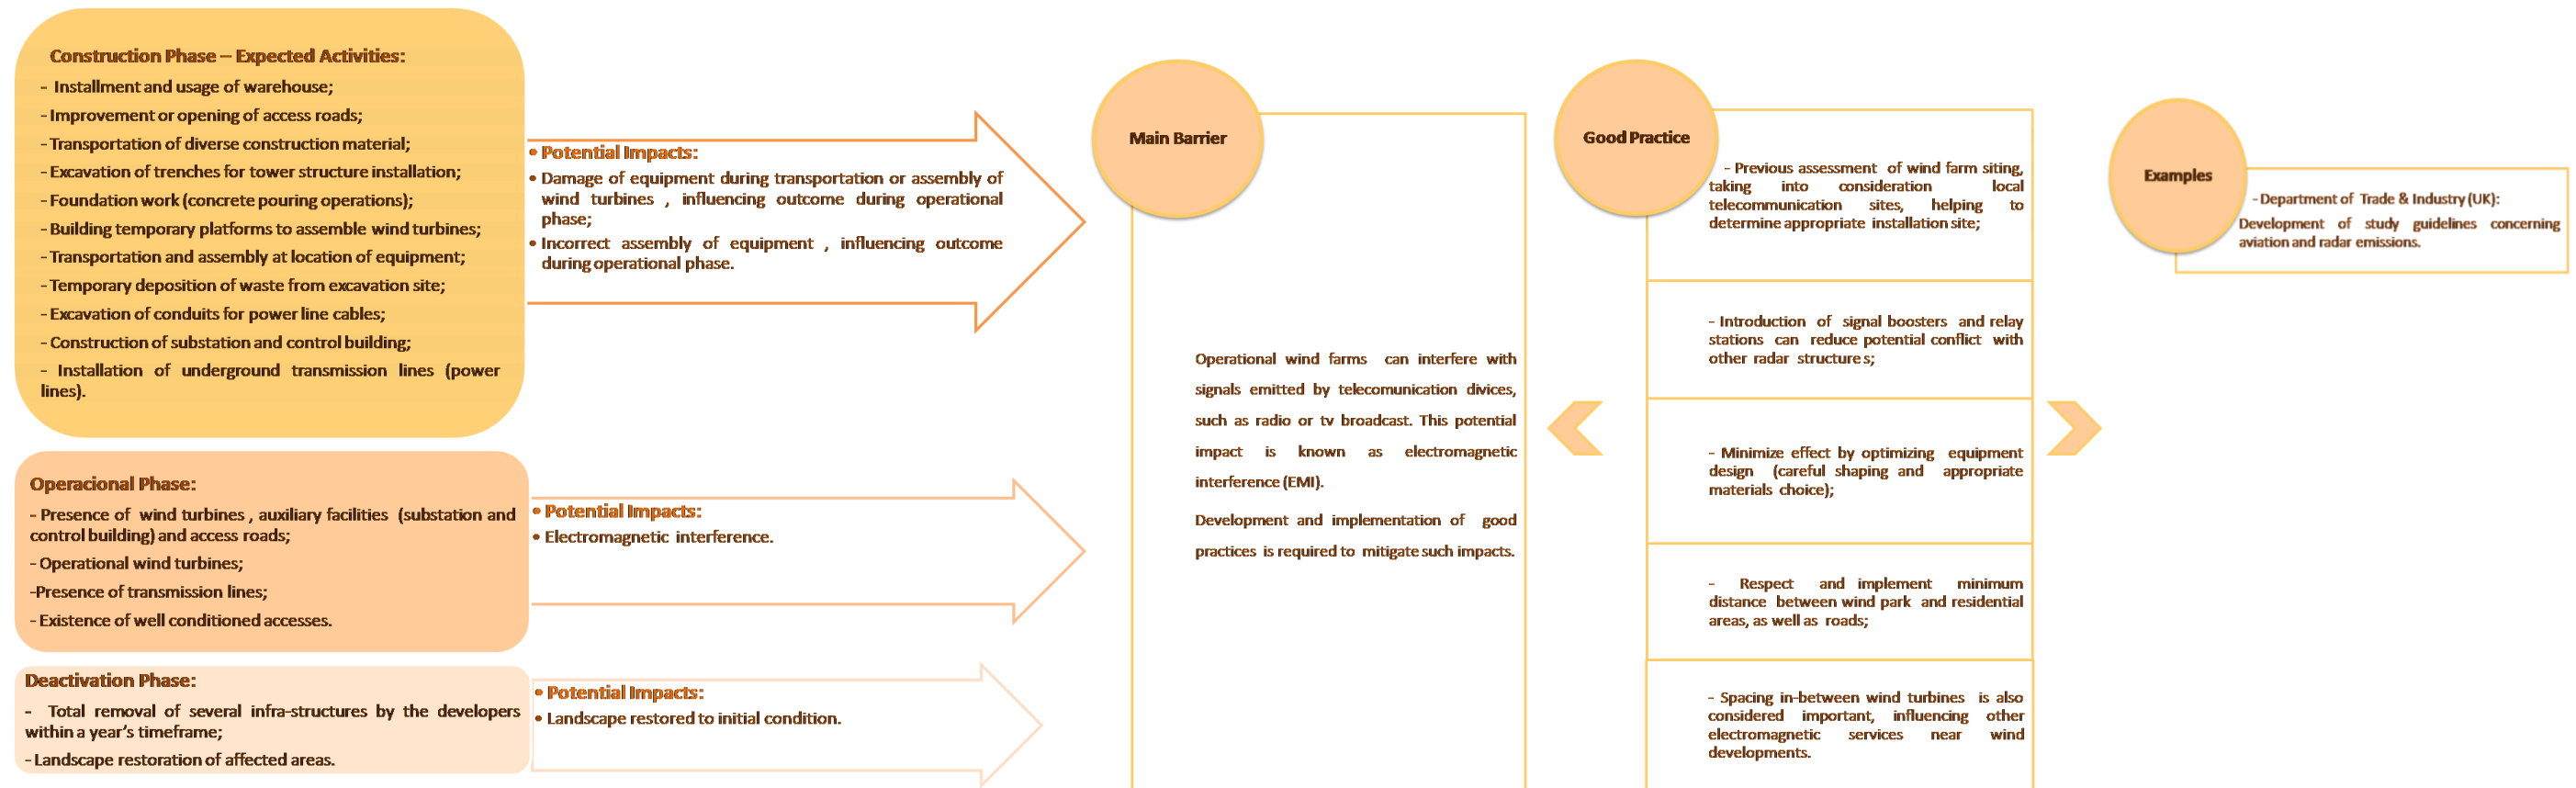 Construction Phase – Expected Activities:
- Installment and usage of warehouse;
- Improvement or opening of access roads;
- Transportation of diverse construction material;
- Excavation of trenches for tower structure installation;
- Foundation work (concrete pouring operations);
- Building temporary platforms to assemble wind turbines;
- Transportation and assembly at location of equipment;
- Temporary deposition of waste from excavation site;
- Excavation of conduits for power line cables;
- Construction of substation and control building;
- Installation of underground transmission lines (power
lines).
• Potential Impacts:
• Damage of equipment during transportation or assembly of
wind turbines , influencing outcome during operational
phase;
• Incorrect assembly of equipment , influencing outcome
during operational phase.
Operacional Phase:
- Presence of wind turbines , auxiliary facilities (substation and
control building) and access roads;
- Operational wind turbines;
-Presence of transmission lines;
- Existence of well conditioned accesses.
• Potential Impacts:
• Electromagnetic interference.
Deactivation Phase:
- Total removal of several infra-structures by the developers
within a year's timeframe;
- Landscape restoration of affected areas.
• Potential Impacts:
• Landscape restored to initial condition.
Main Barrier
Operational wind farms can interfere with
signals emitted by telecomunication divices,
such as radio or tv broadcast. This potential
impact is known as electromagnetic
interference (EMI).
Development and implementation of good
practices is required to mitigate such impacts.
Good Practice
- Previous assessment of wind farm siting,
taking into consideration local
telecommunication sites, helping to
determine appropriate installation site;
- Introduction of signal boosters and relay
stations can reduce potential conflict with
other radar structure s;
- Minimize effect by optimizing equipment
design (careful shaping and appropriate
materials choice);
- Respect and implement minimum
distance between wind park and residential
areas, as well as roads;
- Spacing in-between wind turbines is also
considered important, influencing other
electromagnetic services near wind
developments.
Examples
- Department of Trade & Industry (UK):
Development of study guidelines concerning
aviation and radar emissions.